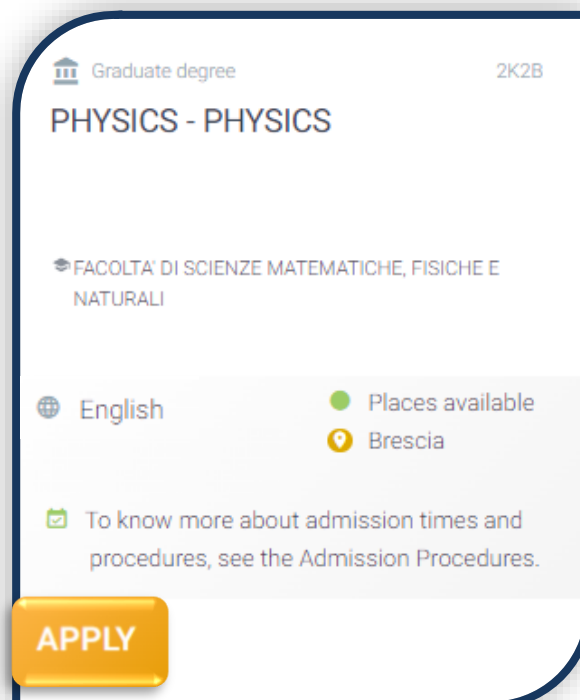 Graduate degree 2K2B
PHYSICS - PHYSICS
FACOLTA' DI SCIENZE MATEMATICHE, FISICHE E
NATURALI
English
Places available
Brescia
To know more about admission times and
procedures, see the Admission Procedures.
APPLY